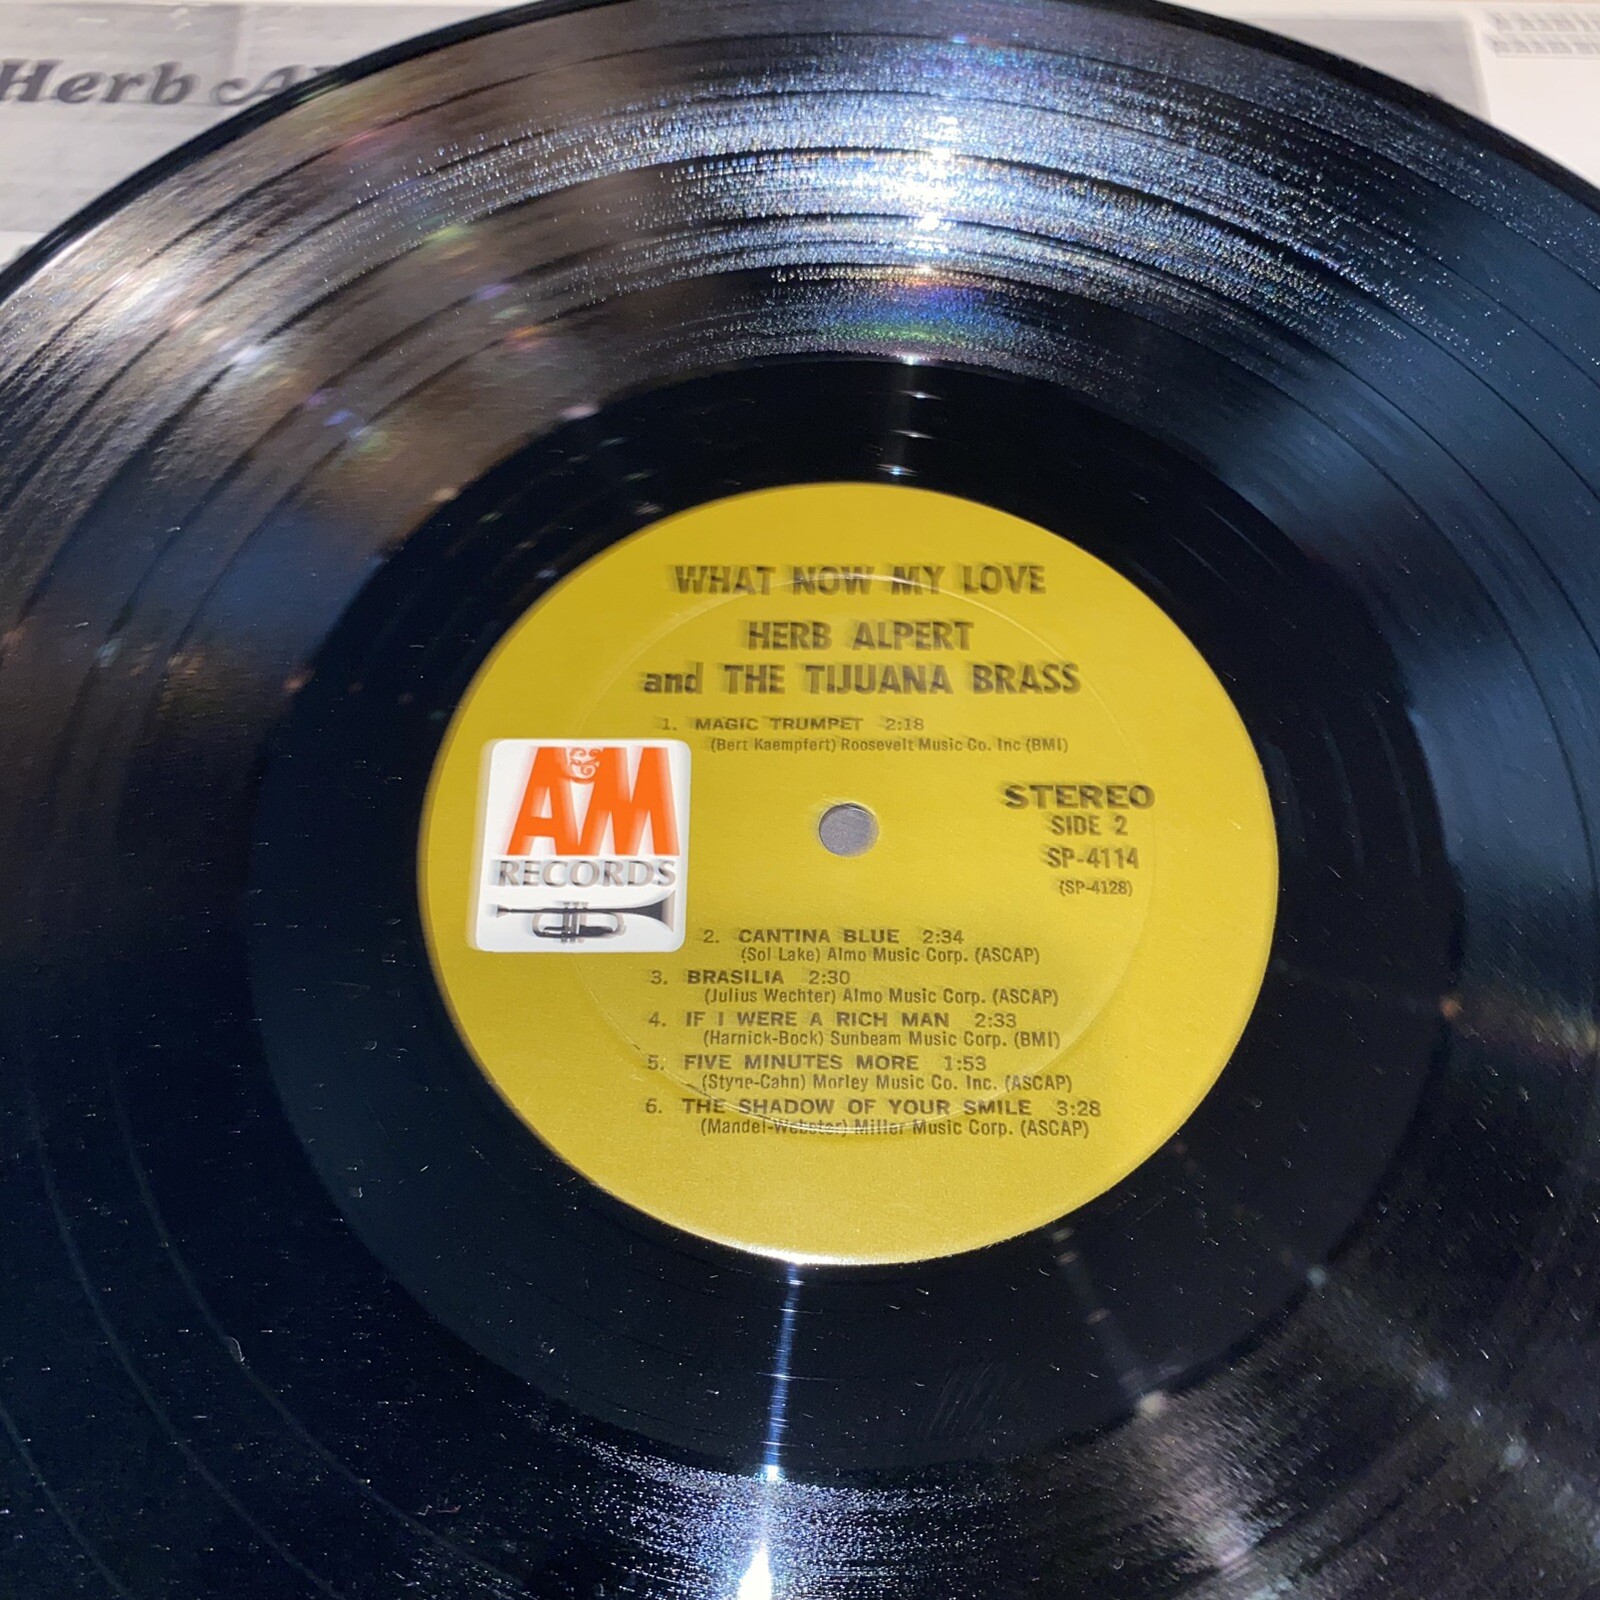 Herb
WHAT NOW MY LOVE
HERB ALPERT
and THE TIJUANA BRASS
1. MAGIC TRUMPET 2:18
(Bert Kaempfert) Roosevelt Music Co. Inc (BMI)
A&M
RECORDS
STEREO
SIDE 2
SP-4114
(SP-4128)
2. CANTINA BLUE 2:34
(Sol Lake) Almo Music Corp. (ASCAP)
3. BRASILIA 2:30
(Julius Wechter) Almo Music Corp. (ASCAP)
4. IF I WERE A RICH MAN 2:33
(Harnick-Bock) Sunbeam Music Corp. (BMI)
5. FIVE MINUTES MORE 1:53
(Styne-Cahn) Morley Music Co. Inc. (ASCAP)
6. THE SHADOW OF YOUR SMILE 3:28
(Mandel-Webster) Miller Music Corp. (ASCAP)